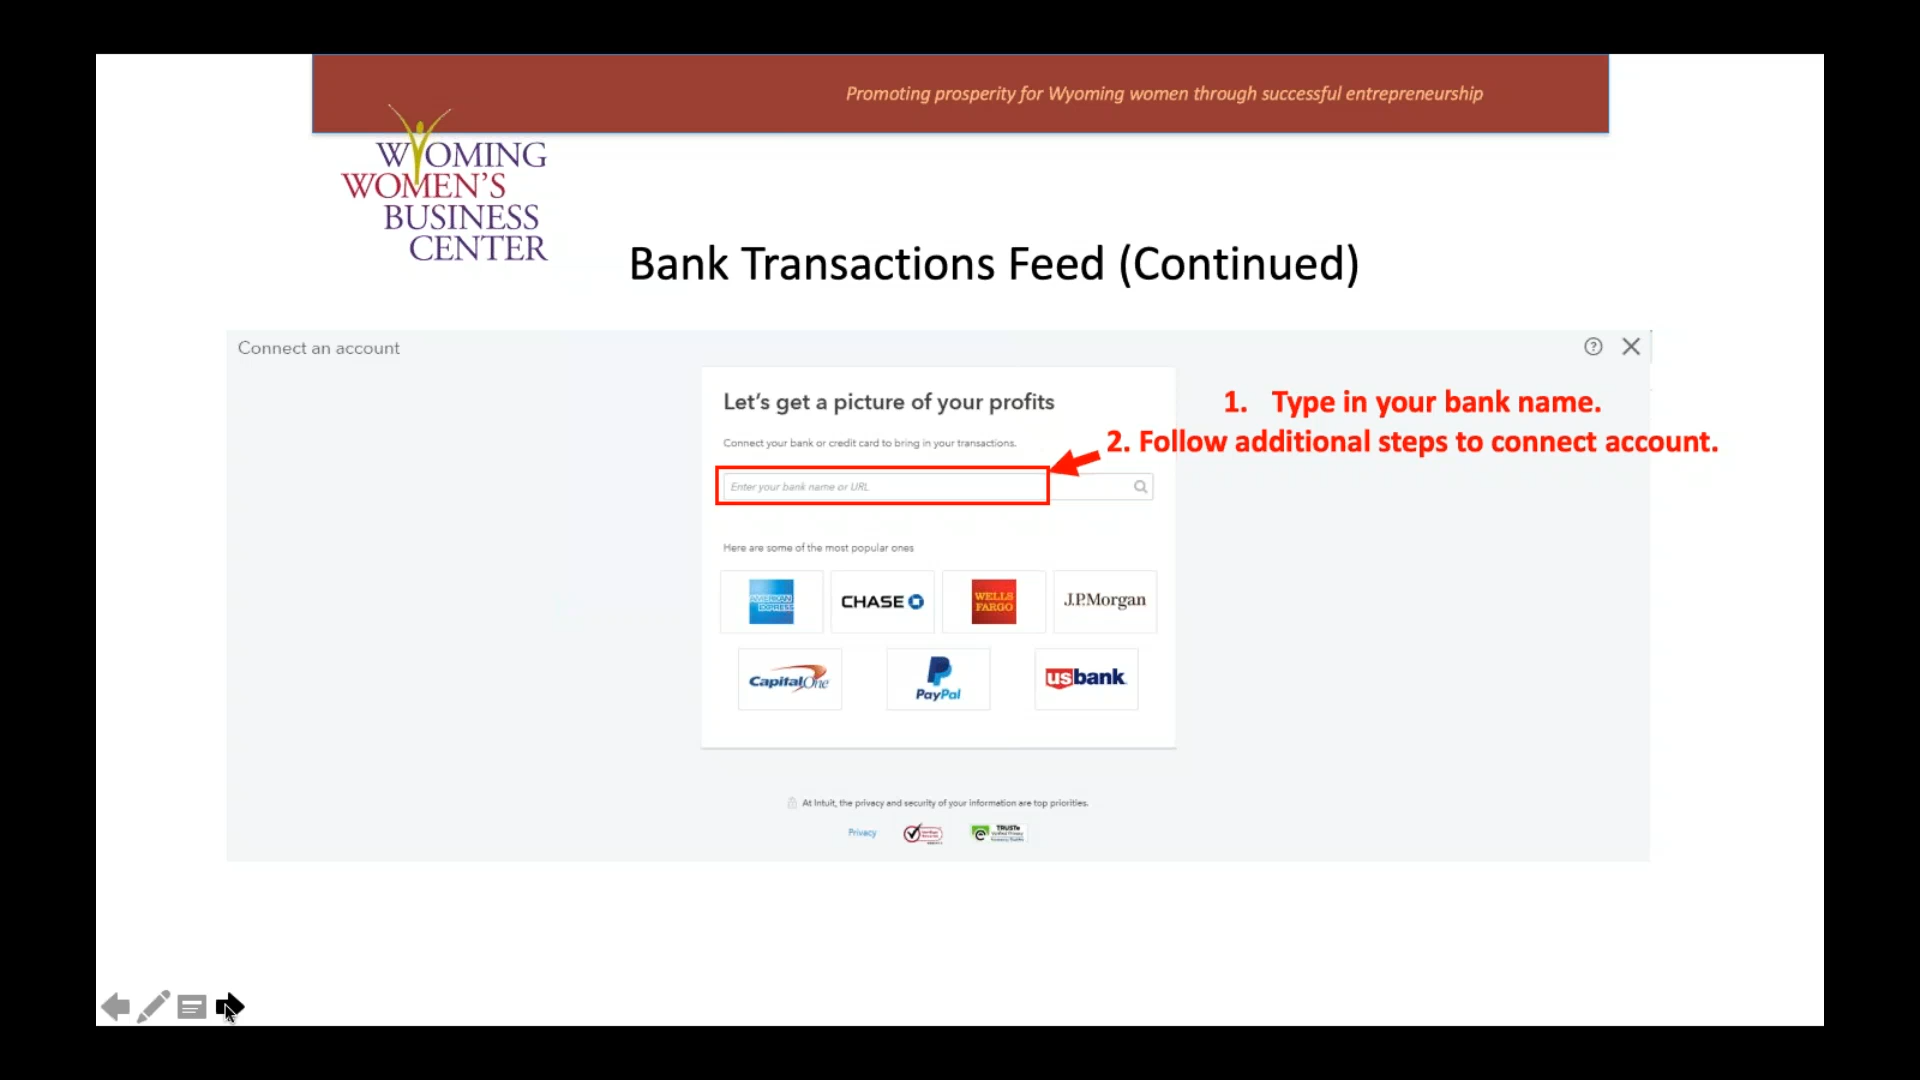 Promoting prosperity for Wyoming women through successful entrepreneurship
WYOMING
WOMEN'S
BUSINESS
CENTER
Bank Transactions Feed (Continued)
Connect an account
Let's get a picture of your profits
1. Type in your bank name.
Connect your bank or credit card to bring in your transactions.
2. Follow additional steps to connect account.
Enter your bank name or URL
Here are some of the most popular ones
AMERICAN EXPRESS
CHASE
WELLS FARGO
J.P.Morgan
CapitalOne
PayPal
usbank
At Intuit, the privacy and security of your information are top priorities.
Privacy
TRUSTe